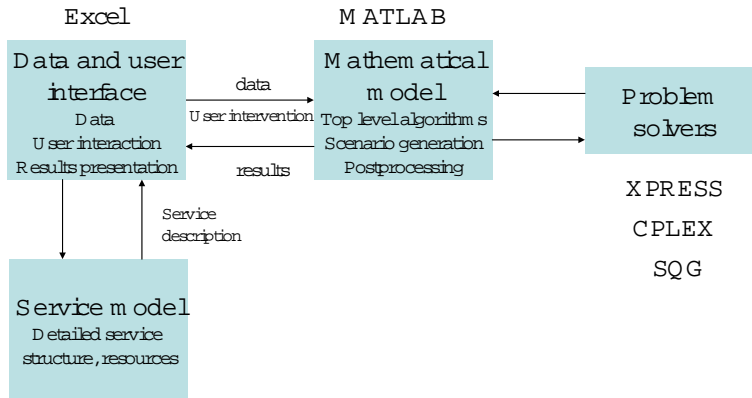 Excel
MATLAB
Data and user
interface
Data
User interaction
Results presentation
data
User intervention
results
Mathematical
model
Top level algorithms
Scenario generation
Postprocessing
Problem
solvers
XPRESS
CPLEX
SQG
Service
description
Service model
Detailed service
structure, resources